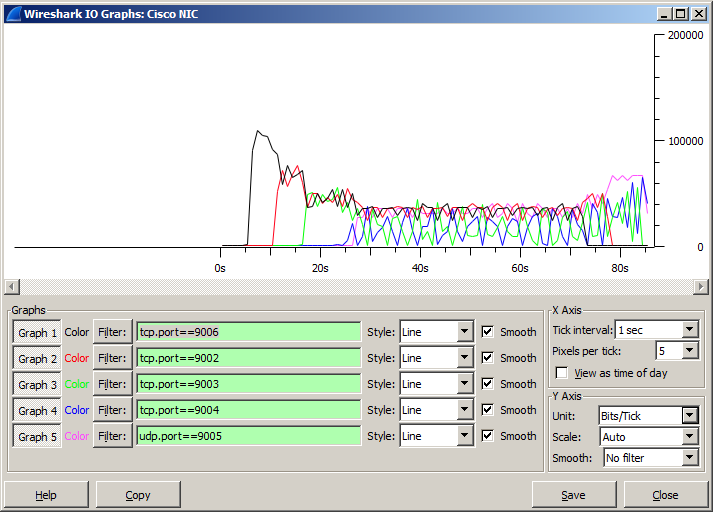 Wireshark IO Graphs: Cisco NIC
200000
100000
0
0s 20s 40s 60s 80s
Graphs
Graph 1 Color Filter: tcp.port==9006 Style: Line Smooth
Graph 2 Color Filter: tcp.port==9002 Style: Line Smooth
Graph 3 Color Filter: tcp.port==9003 Style: Line Smooth
Graph 4 Color Filter: tcp.port==9004 Style: Line Smooth
Graph 5 Color Filter: udp.port==9005 Style: Line Smooth
X Axis
Tick interval: 1 sec
Pixels per tick: 5
View as time of day
Y Axis
Unit: Bits/Tick
Scale: Auto
Smooth: No filter
Help Copy Save Close